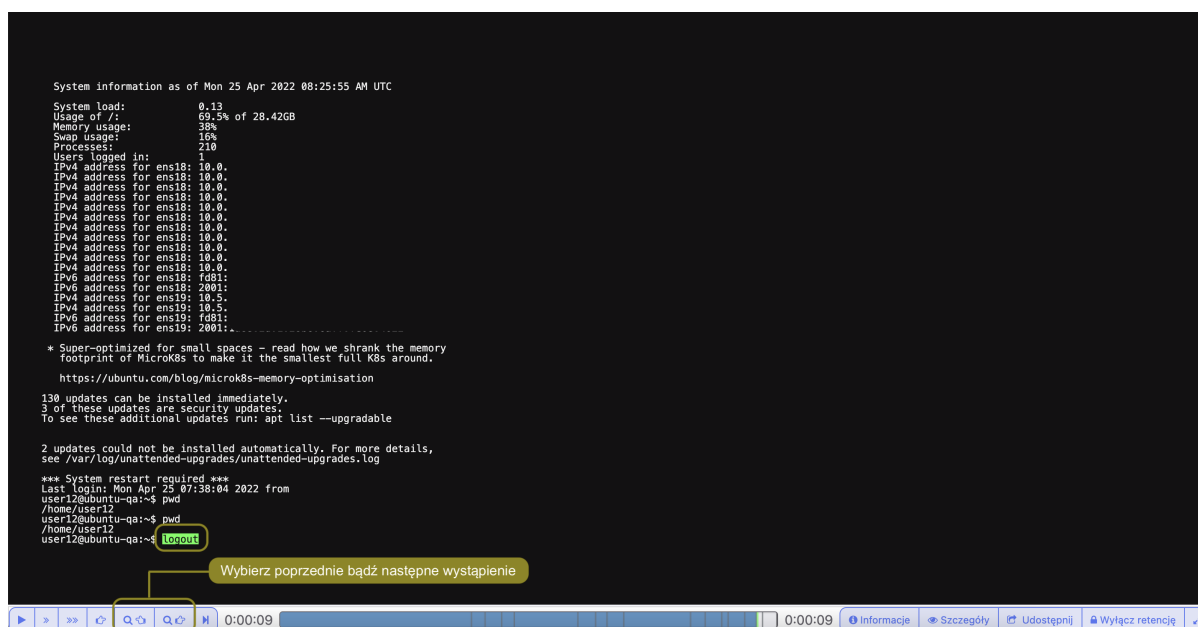 System information as of Mon 25 Apr 2022 08:25:55 AM UTC
System load: 0.13
Usage of /: 69.5% of 28.42GB
Memory usage: 38%
Swap usage: 16%
Processes: 210
Users logged in: 1
IPv4 address for ens18: 10.0.
IPv4 address for ens18: 10.0.
IPv4 address for ens18: 10.0.
IPv4 address for ens18: 10.0.
IPv4 address for ens18: 10.0.
IPv4 address for ens18: 10.0.
IPv4 address for ens18: 10.0.
IPv4 address for ens18: 10.0.
IPv4 address for ens18: 10.0.
IPv4 address for ens18: 10.0.
IPv4 address for ens18: 10.0.
IPv6 address for ens18: fd81:
IPv6 address for ens18: 2001:
IPv4 address for ens19: 10.5.
IPv4 address for ens19: 10.5.
IPv6 address for ens19: fd81:
IPv6 address for ens19: 2001:
* Super-optimized for small spaces - read how we shrank the memory
footprint of MicroK8s to make it the smallest full K8s around.
https://ubuntu.com/blog/microk8s-memory-optimisation
130 updates can be installed immediately.
3 of these updates are security updates.
To see these additional updates run: apt list --upgradable
2 updates could not be installed automatically. For more details,
see /var/log/unattended-upgrades/unattended-upgrades.log
*** System restart required ***
Last login: Mon Apr 25 07:38:04 2022 from
user12@ubuntu-qa:~$ pwd
/home/user12
user12@ubuntu-qa:~$ pwd
/home/user12
user12@ubuntu-qa:~$ logout
Wybierz poprzednie bądź następne wystąpienie
0:00:09 0:00:09 Informacje Szczegóły Udostępnij Wyłącz retencję